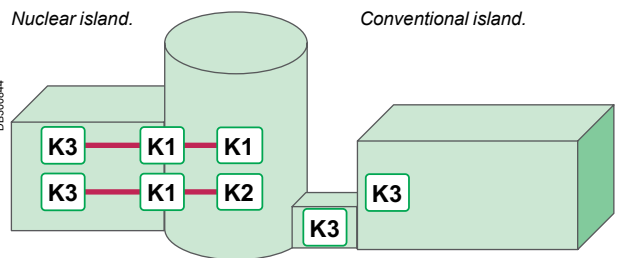 Nuclear island.
Conventional island.
K3 K1 K1
K3 K1 K2
K3
K3